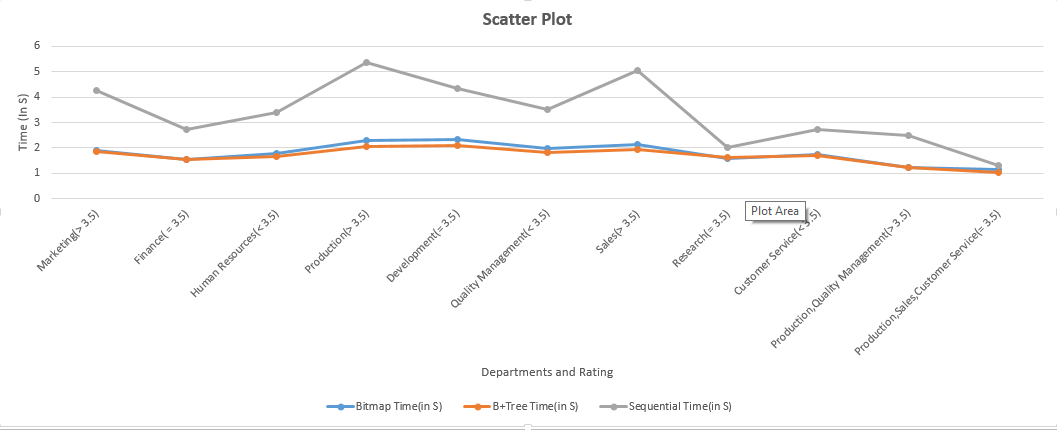 Scatter Plot
6
5
4
3
2
1
0
Time (In S)
Marketing(> 3.5)
Finance( = 3.5)
Human Resources(< 3.5)
Production(> 3.5)
Development(= 3.5)
Quality Management(< 3.5)
Sales(> 3.5)
Research(= 3.5)
Customer Service(< 3.5)
Production,Quality Management(> 3.5)
Production,Sales,Customer Service(= 3.5)
Plot Area
Departments and Rating
Bitmap Time(in S) B+Tree Time(in S) Sequential Time(in S)